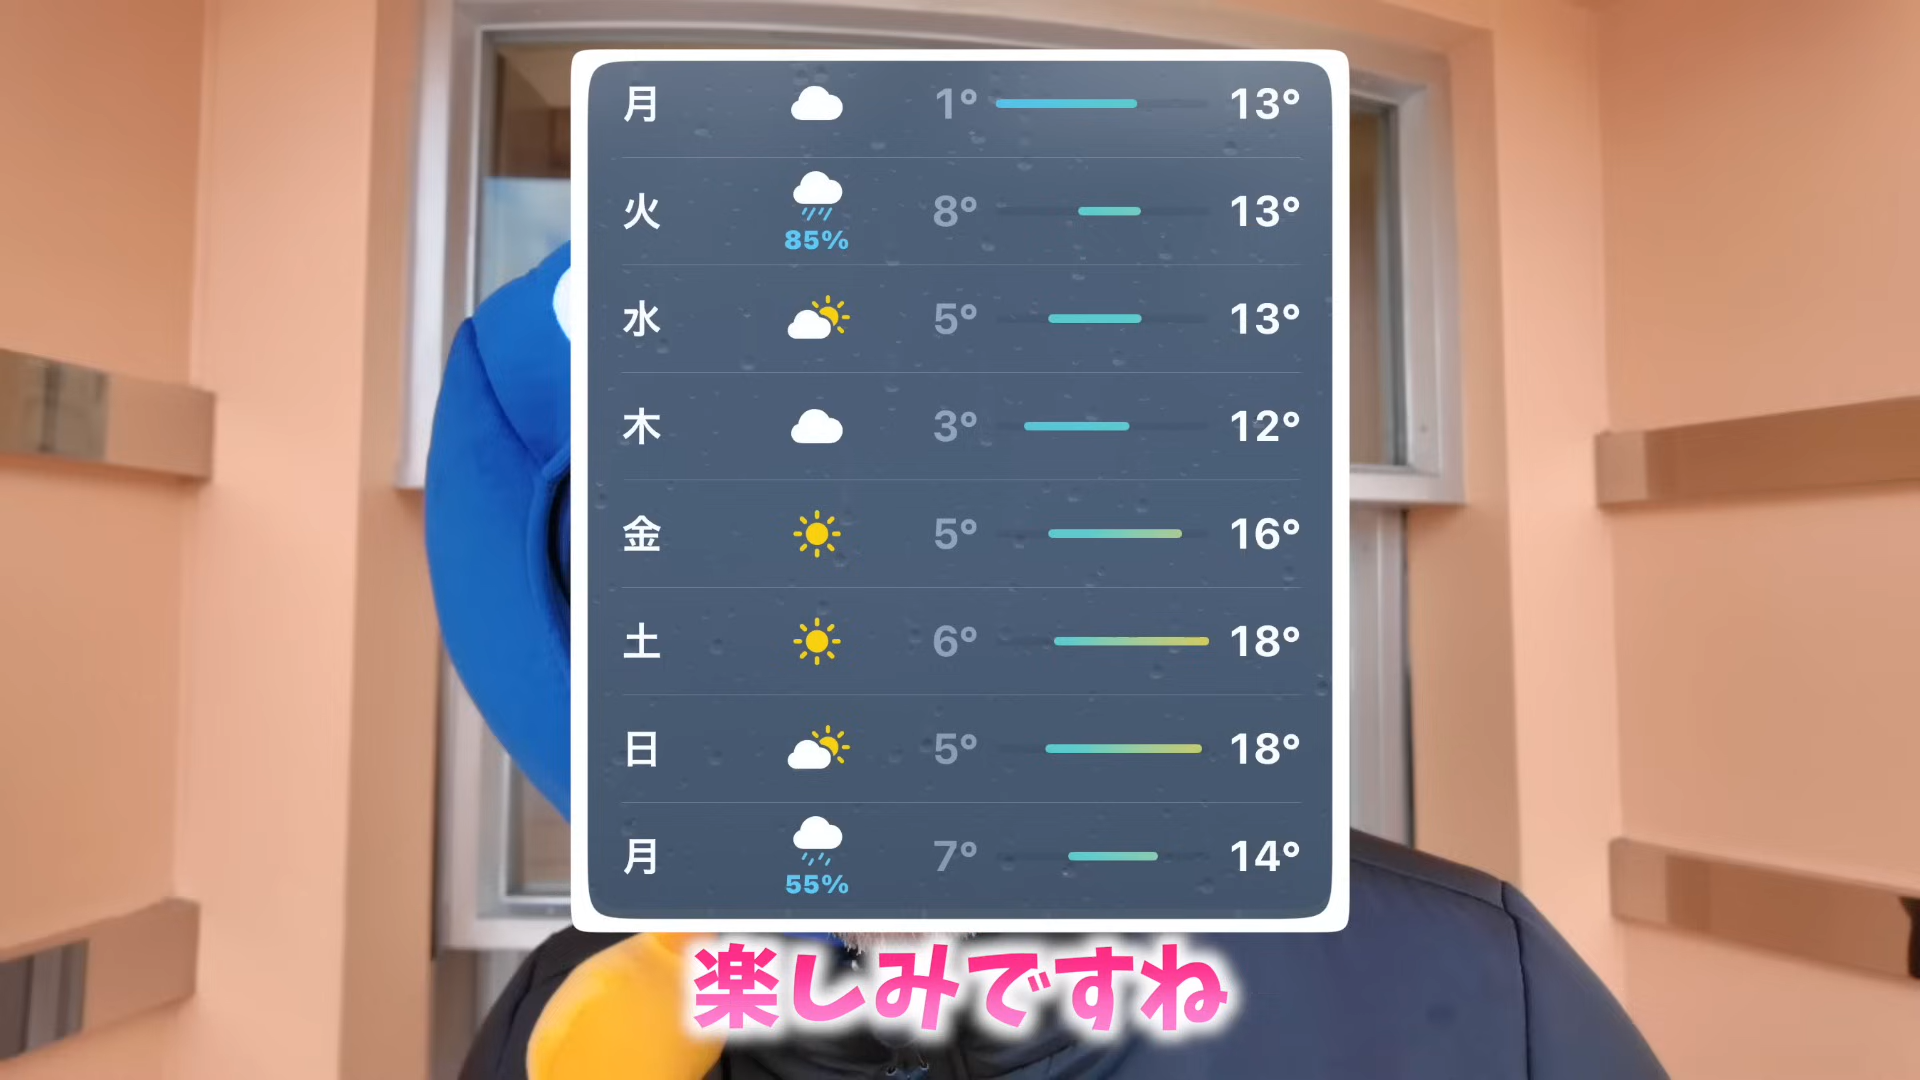 月 1° 13°
火 85% 8° 13°
水 5° 13°
木 3° 12°
金 5° 16°
土 6° 18°
日 5° 18°
月 55% 7° 14°
楽しみですね